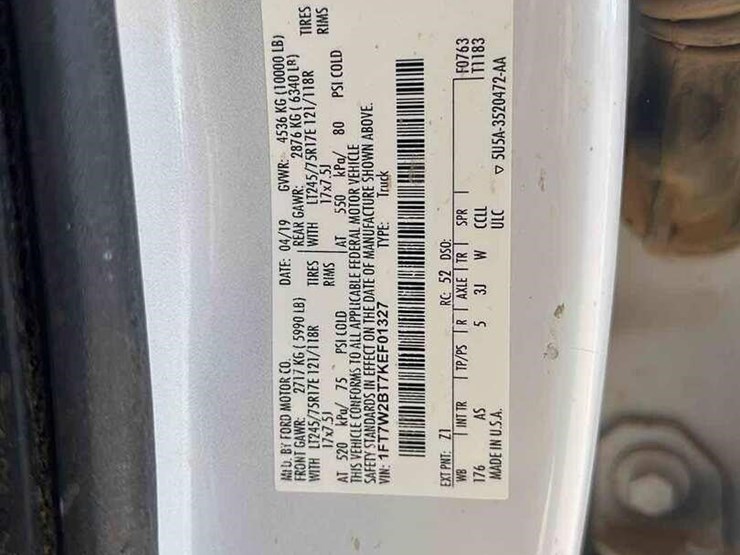 MFD. BY FORD MOTOR CO.
DATE: 04/19 GVWR: 4536 KG (10000 LB)
FRONT GAWR: 2717 KG ( 5990 LB) REAR GAWR: 2876 KG ( 6340 LB)
WITH LT245/75R17E 121/118R TIRES WITH LT245/75R17E 121/118R TIRES
17x7.5J RIMS 17x7.5J RIMS
AT 520 kPa/ 75 PSI COLD AT 550 kPa/ 80 PSI COLD
THIS VEHICLE CONFORMS TO ALL APPLICABLE FEDERAL MOTOR VEHICLE
SAFETY STANDARDS IN EFFECT ON THE DATE OF MANUFACTURE SHOWN ABOVE.
VIN: 1FT7W2BT7KEF01327 TYPE: Truck
EXT PNT: Z1 RC: 52 DSO: F0763
WB INT TR TP/PS R AXLE TR SPR T1183
176 AS 5 3J W CCLL
MADE IN U.S.A. ULC
5U5A-3520472-AA